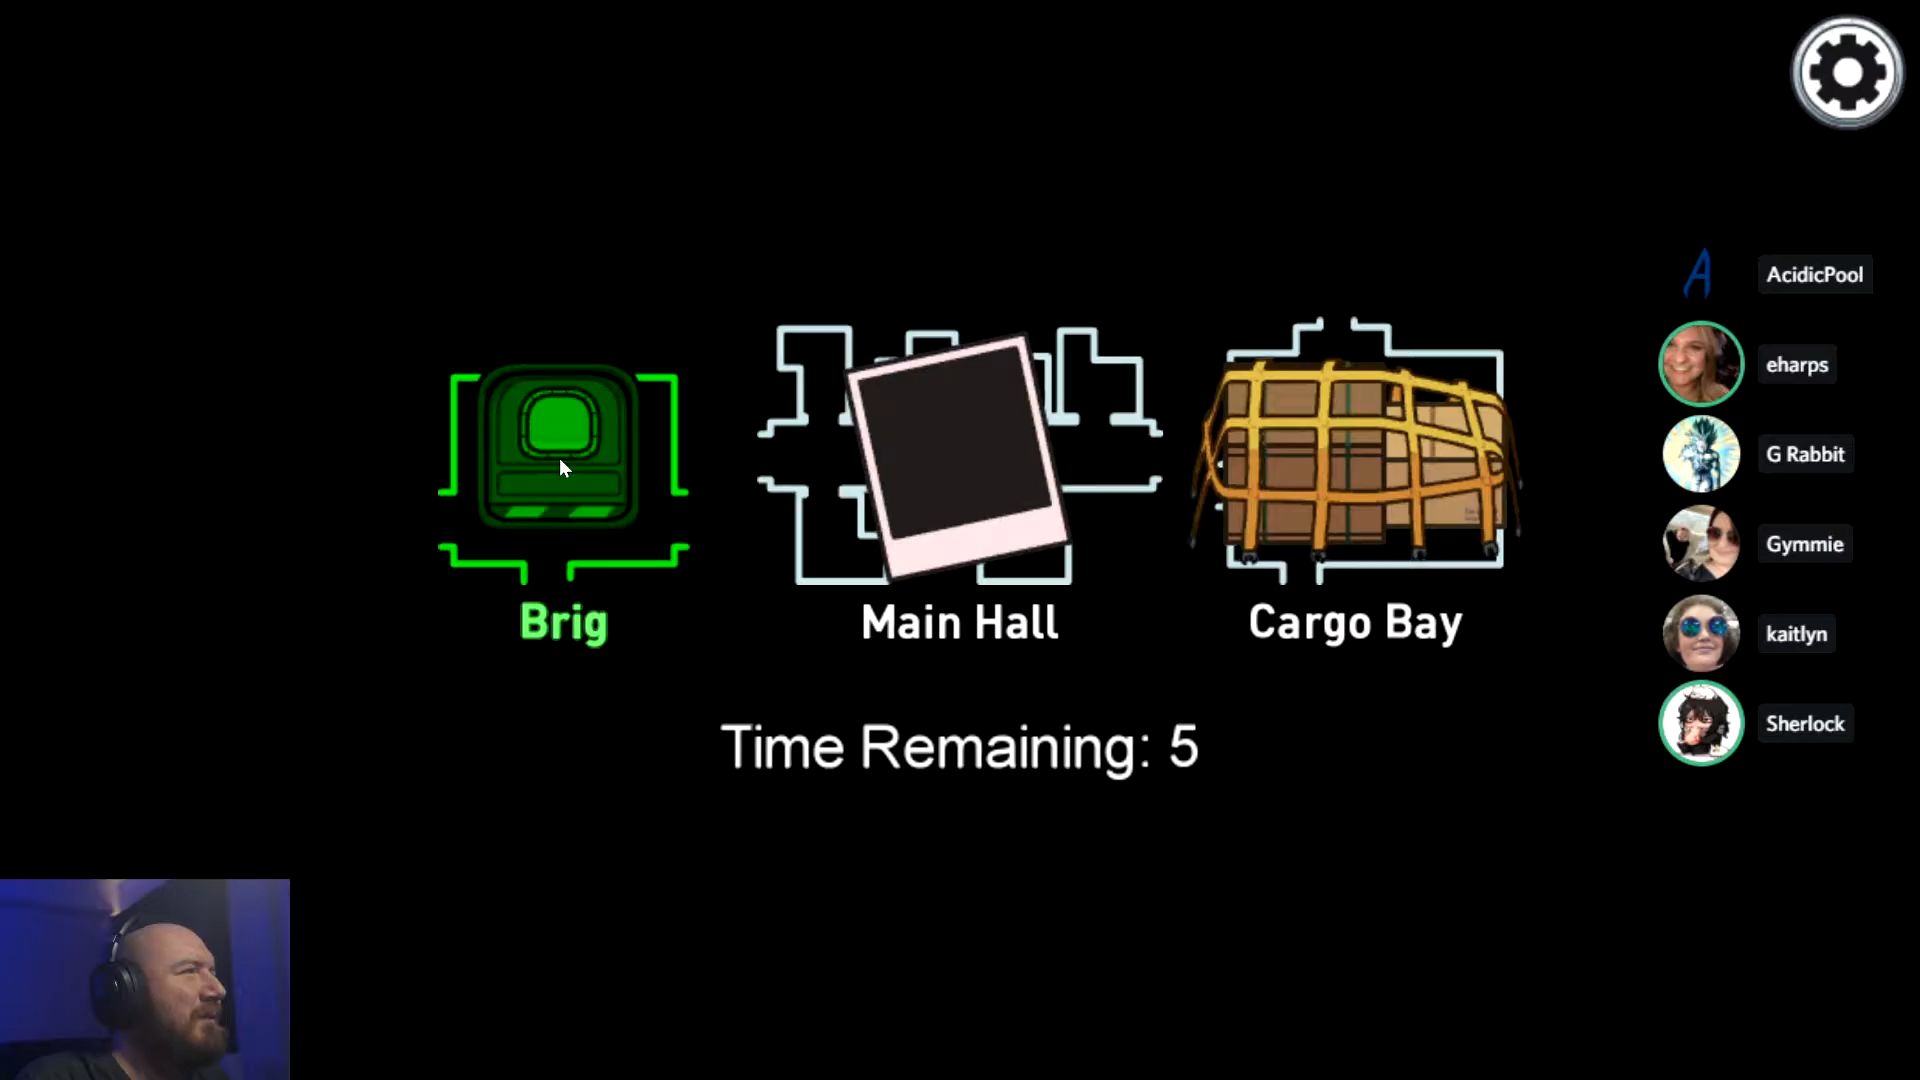 AcidicPool
eharps
G Rabbit
Gymmie
kaitlyn
Sherlock
Brig
Main Hall
Cargo Bay
Time Remaining: 5